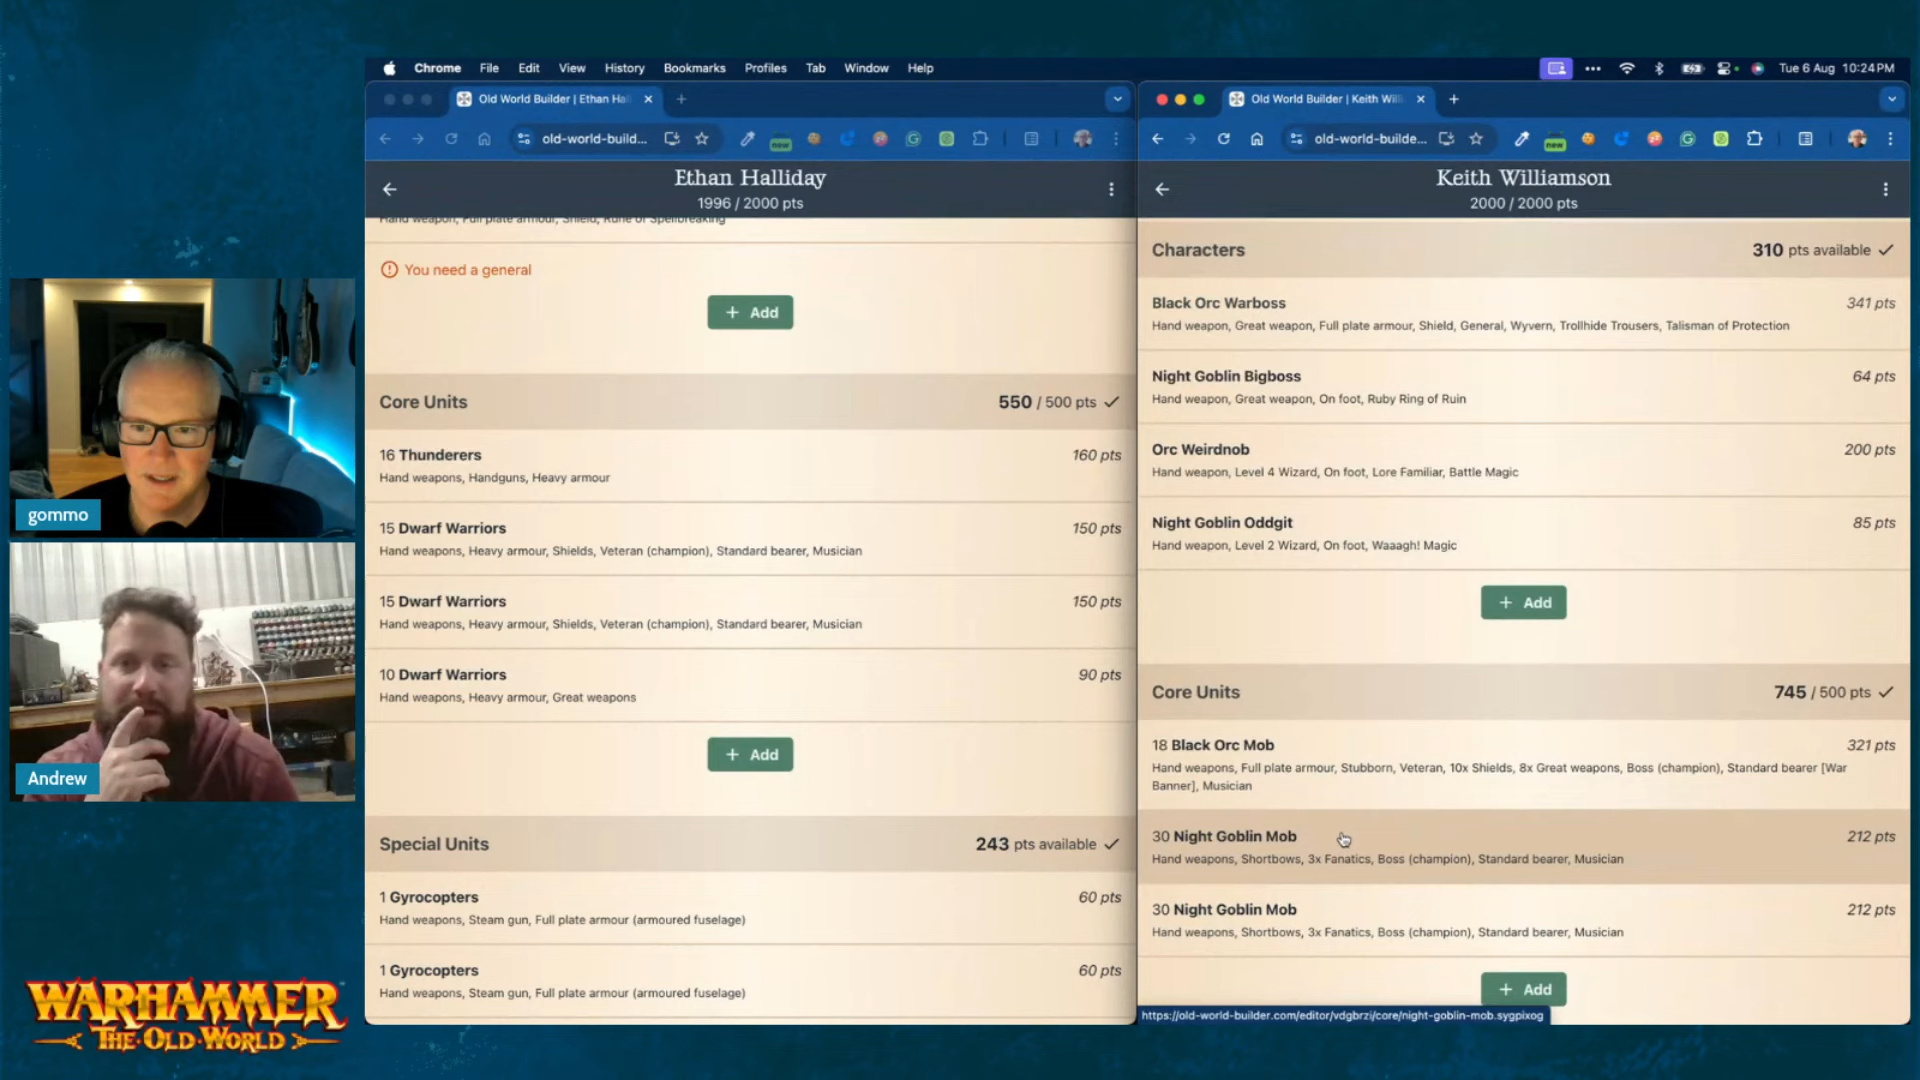 Chrome File Edit View History Bookmarks Profiles Tab Window Help
Tue 6 Aug 10:24 PM
Old World Builder | Ethan Hal
old-world-build...
new
Ethan Halliday
1996 / 2000 pts
Hand weapon, Full plate armour, Shield, Rune of Spellbreaking
You need a general
+ Add
Core Units 550 / 500 pts
16 Thunderers 160 pts
Hand weapons, Handguns, Heavy armour
15 Dwarf Warriors 150 pts
Hand weapons, Heavy armour, Shields, Veteran (champion), Standard bearer, Musician
15 Dwarf Warriors 150 pts
Hand weapons, Heavy armour, Shields, Veteran (champion), Standard bearer, Musician
10 Dwarf Warriors 90 pts
Hand weapons, Heavy armour, Great weapons
+ Add
Special Units 243 pts available
1 Gyrocopters 60 pts
Hand weapons, Steam gun, Full plate armour (armoured fuselage)
1 Gyrocopters 60 pts
Hand weapons, Steam gun, Full plate armour (armoured fuselage)
Old World Builder | Keith Will
old-world-builde...
new
Keith Williamson
2000 / 2000 pts
Characters 310 pts available
Black Orc Warboss 341 pts
Hand weapon, Great weapon, Full plate armour, Shield, General, Wyvern, Trollhide Trousers, Talisman of Protection
Night Goblin Bigboss 64 pts
Hand weapon, Great weapon, On foot, Ruby Ring of Ruin
Orc Weirdnob 200 pts
Hand weapon, Level 4 Wizard, On foot, Lore Familiar, Battle Magic
Night Goblin Oddgit 85 pts
Hand weapon, Level 2 Wizard, On foot, Waaagh! Magic
+ Add
Core Units 745 / 500 pts
18 Black Orc Mob 321 pts
Hand weapons, Full plate armour, Stubborn, Veteran, 10x Shields, 8x Great weapons, Boss (champion), Standard bearer [War
Banner], Musician
30 Night Goblin Mob 212 pts
Hand weapons, Shortbows, 3x Fanatics, Boss (champion), Standard bearer, Musician
30 Night Goblin Mob 212 pts
Hand weapons, Shortbows, 3x Fanatics, Boss (champion), Standard bearer, Musician
+ Add
https://old-world-builder.com/editor/vdgbrzi/core/night-goblin-mob.sygpixog
gommo
Andrew
WARHAMMER
THE OLD WORLD